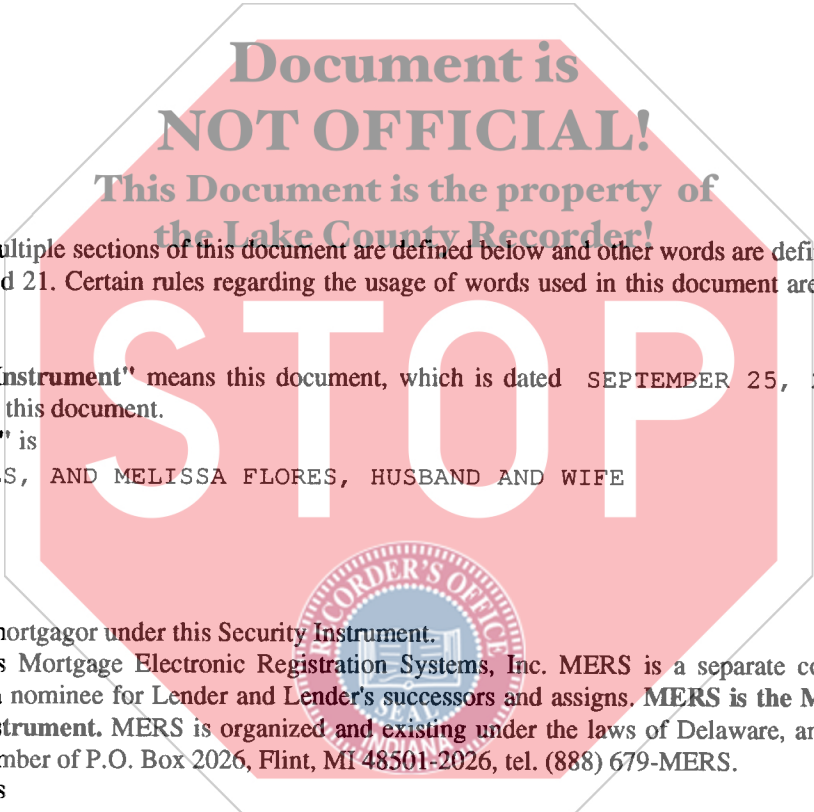 Document is
NOT OFFICIAL!
This Document is the property of
the Lake County Recorder!
ultiple sections of this document are defined below and other words are defi
d 21. Certain rules regarding the usage of words used in this document are
STOP
nstrument" means this document, which is dated SEPTEMBER 25,
this document.
" is
S, AND MELISSA FLORES, HUSBAND AND WIFE
RECORDER'S OFFICE
SEAL
INDIANA
ortgagor under this Security Instrument.
s Mortgage Electronic Registration Systems, Inc. MERS is a separate co
nominee for Lender and Lender's successors and assigns. MERS is the M
strument. MERS is organized and existing under the laws of Delaware, an
mber of P.O. Box 2026, Flint, MI 48501-2026, tel. (888) 679-MERS.
s